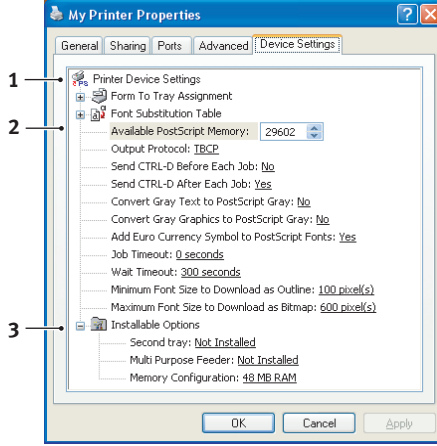 My Printer Properties
General Sharing Ports Advanced Device Settings
1 Printer Device Settings
Form To Tray Assignment
Font Substitution Table
2 Available PostScript Memory: 29602
Output Protocol: TBCP
Send CTRL-D Before Each Job: No
Send CTRL-D After Each Job: Yes
Convert Gray Text to PostScript Gray: No
Convert Gray Graphics to PostScript Gray: No
Add Euro Currency Symbol to PostScript Fonts: Yes
Job Timeout: 0 seconds
Wait Timeout: 300 seconds
Minimum Font Size to Download as Outline: 100 pixel(s)
Maximum Font Size to Download as Bitmap: 600 pixel(s)
3 Installable Options
Second tray: Not Installed
Multi Purpose Feeder: Not Installed
Memory Configuration: 48 MB RAM
OK Cancel Apply